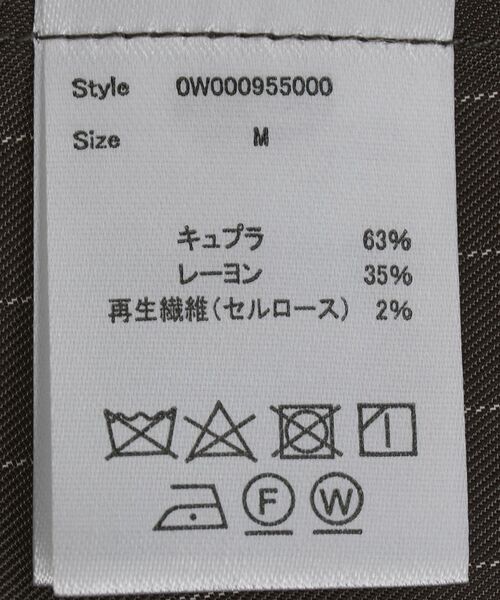 Style 0W000955000
Size M
キュプラ 63%
レーヨン 35%
再生繊維(セルロース) 2%
F W